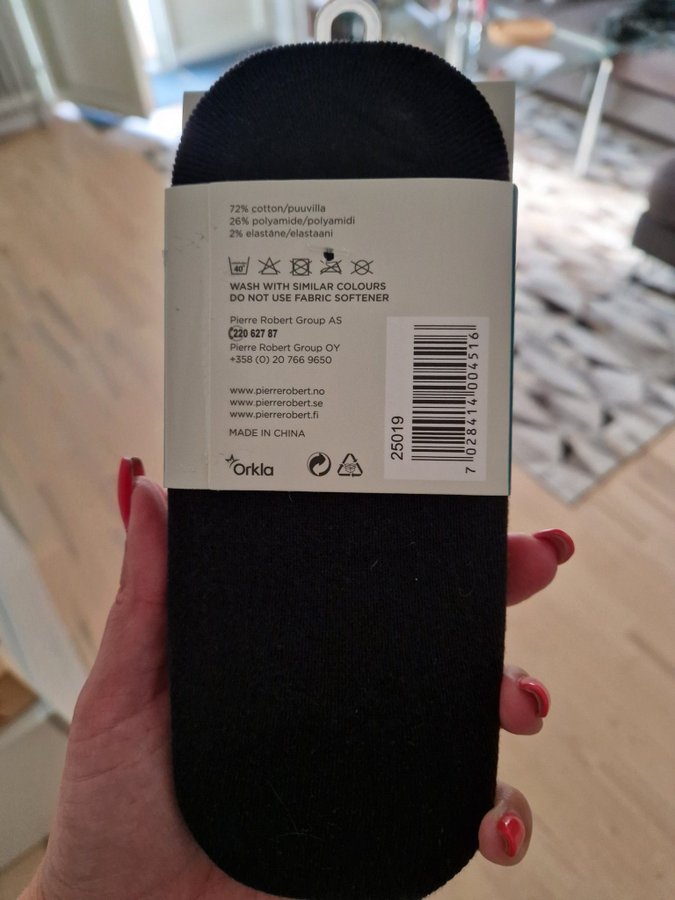 72% cotton/puuvilla
26% polyamide/polyamidi
2% elastane/elastaani
40°
WASH WITH SIMILAR COLOURS
DO NOT USE FABRIC SOFTENER
Pierre Robert Group AS
220 627 87
Pierre Robert Group OY
+358 (0) 20 766 9650
www.pierrerobert.no
www.pierrerobert.se
www.pierrerobert.fi
MADE IN CHINA
Orkla
25019
7 028414 004516